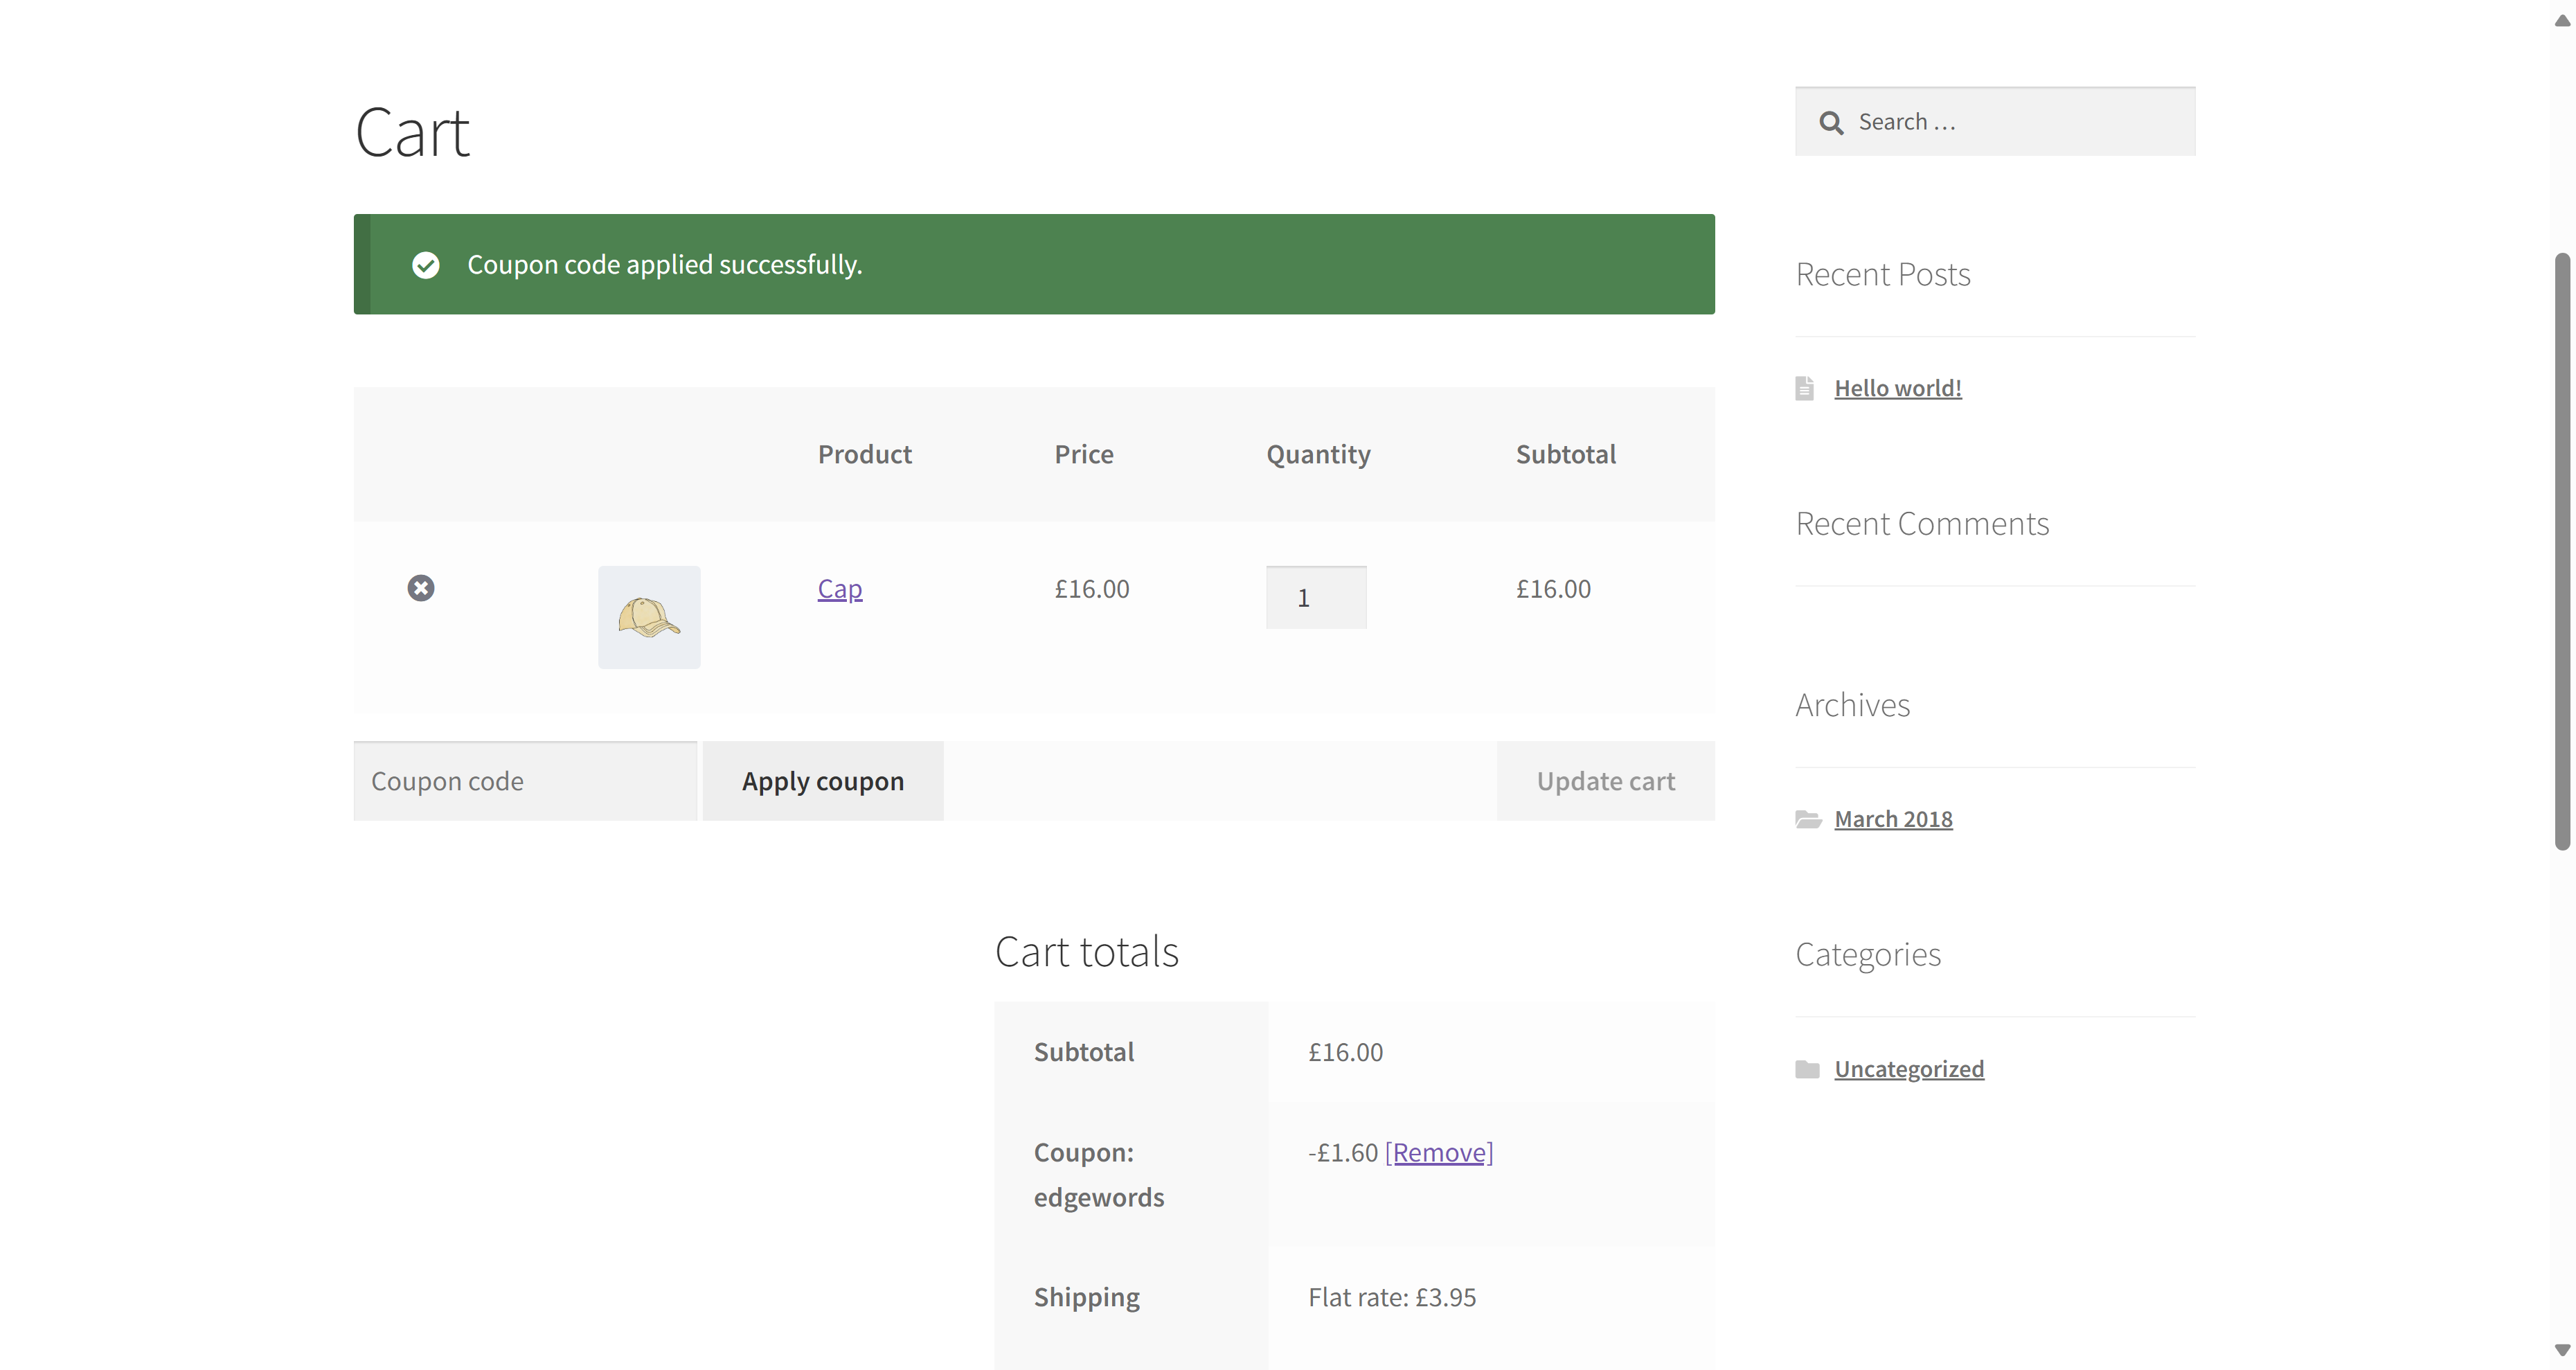 Cart
Search …
Coupon code applied successfully.
Recent Posts
Hello world!
Product Price Quantity Subtotal
Recent Comments
Cap £16.00 1 £16.00
Archives
Coupon code Apply coupon Update cart
March 2018
Cart totals
Categories
Subtotal £16.00
Uncategorized
Coupon: -£1.60 [Remove]
edgewords
Shipping Flat rate: £3.95